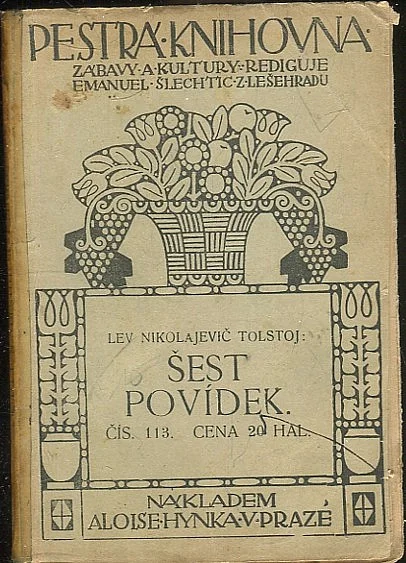 PESTRÁ·KNIHOVNA·
ZÁBAVY·A·KULTURY·REDIGUJE
EMANUEL·ŠLECHTIC·Z·LEŠEHRADU
LEV NIKOLAJEVIČ TOLSTOJ:
ŠEST
POVÍDEK.
ČÍS. 113. CENA 20 HAL.
NÁKLADEM
ALOISE·HYNKA·V·PRAZE